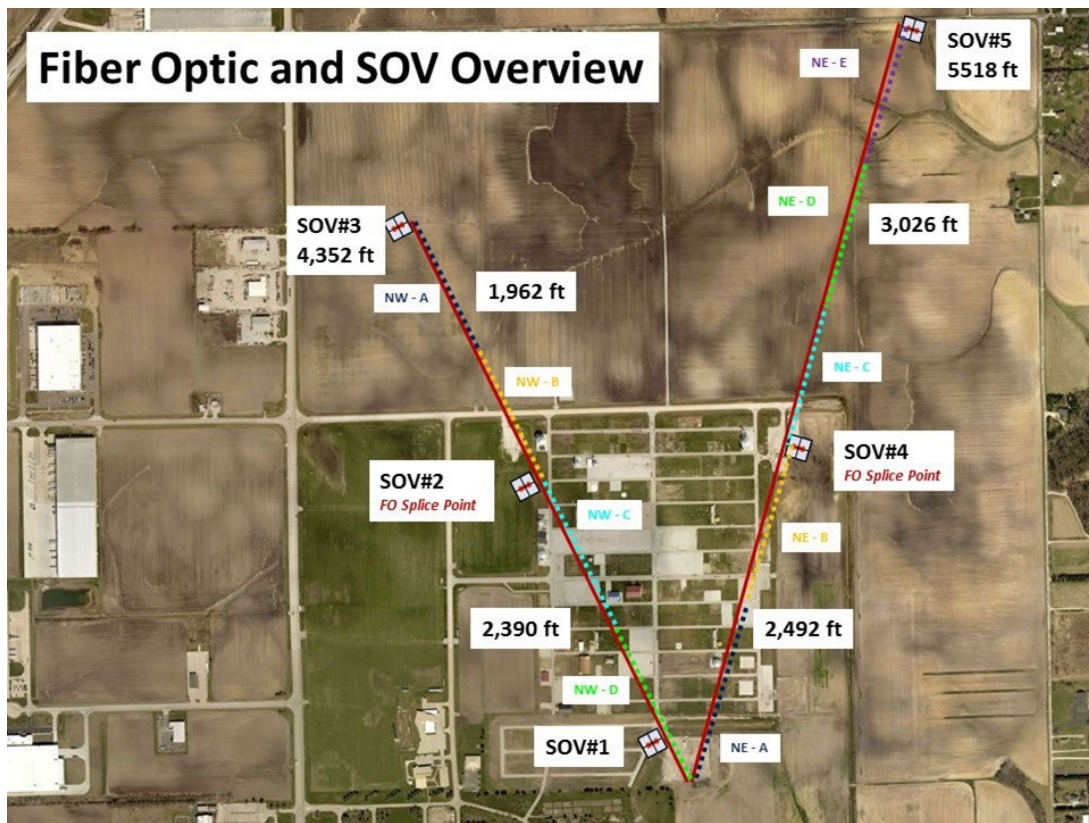 Fiber Optic and SOV Overview
SOV#5
5518 ft
NE - E
NE - D
3,026 ft
SOV#3
4,352 ft
NW - A
1,962 ft
NW - B
NE - C
SOV#2
FO Splice Point
SOV#4
FO Splice Point
NW - C
NE - B
2,390 ft
2,492 ft
NW - D
SOV#1
NE - A